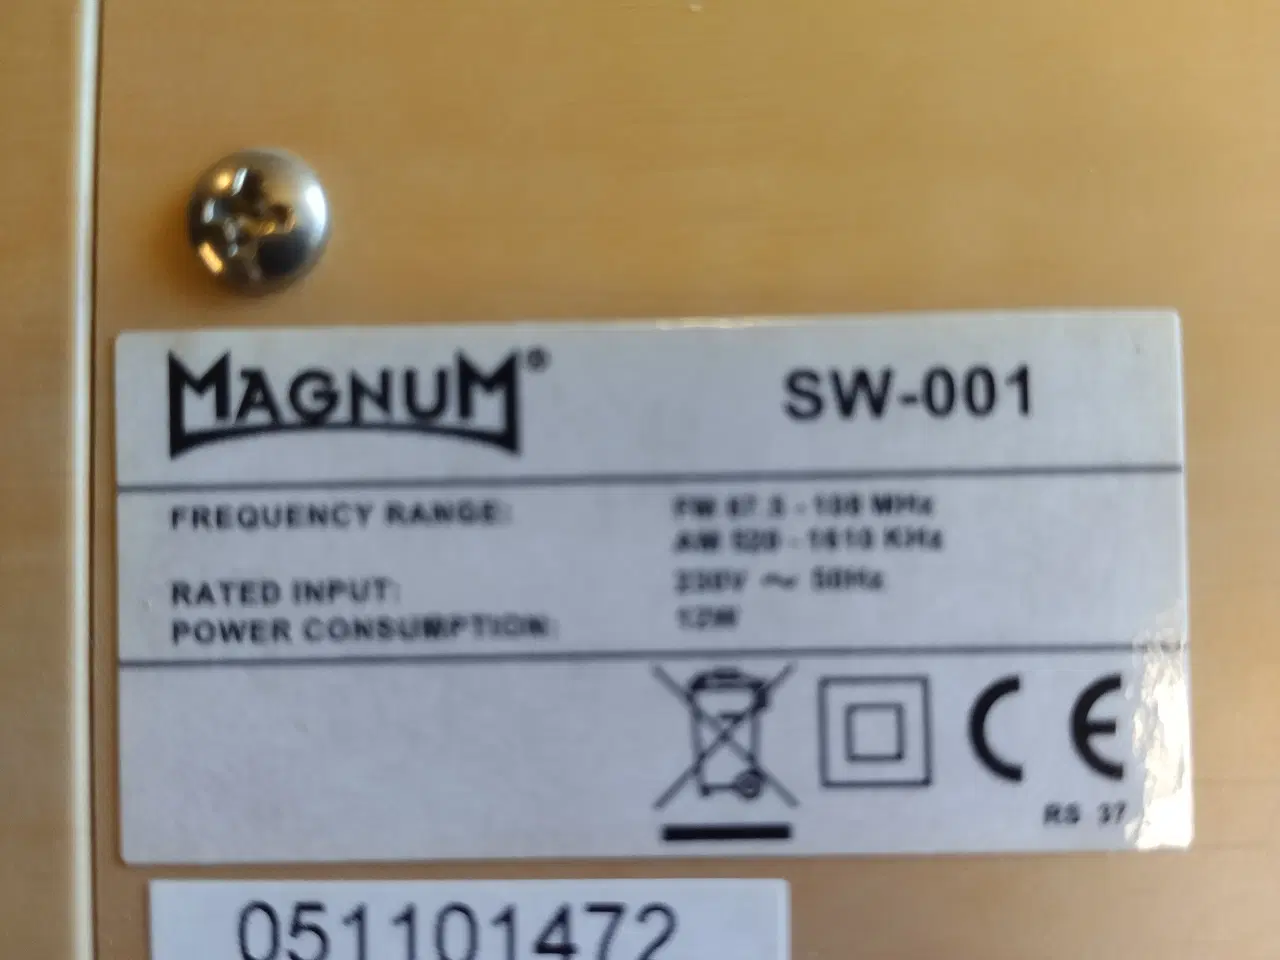 MAGNUM®
SW-001
FREQUENCY RANGE: FM 87.5 - 108 MHz
AM 520 - 1610 KHz
RATED INPUT: 230V ~ 50Hz
POWER CONSUMPTION: 12W
CE
RS 37
051101472